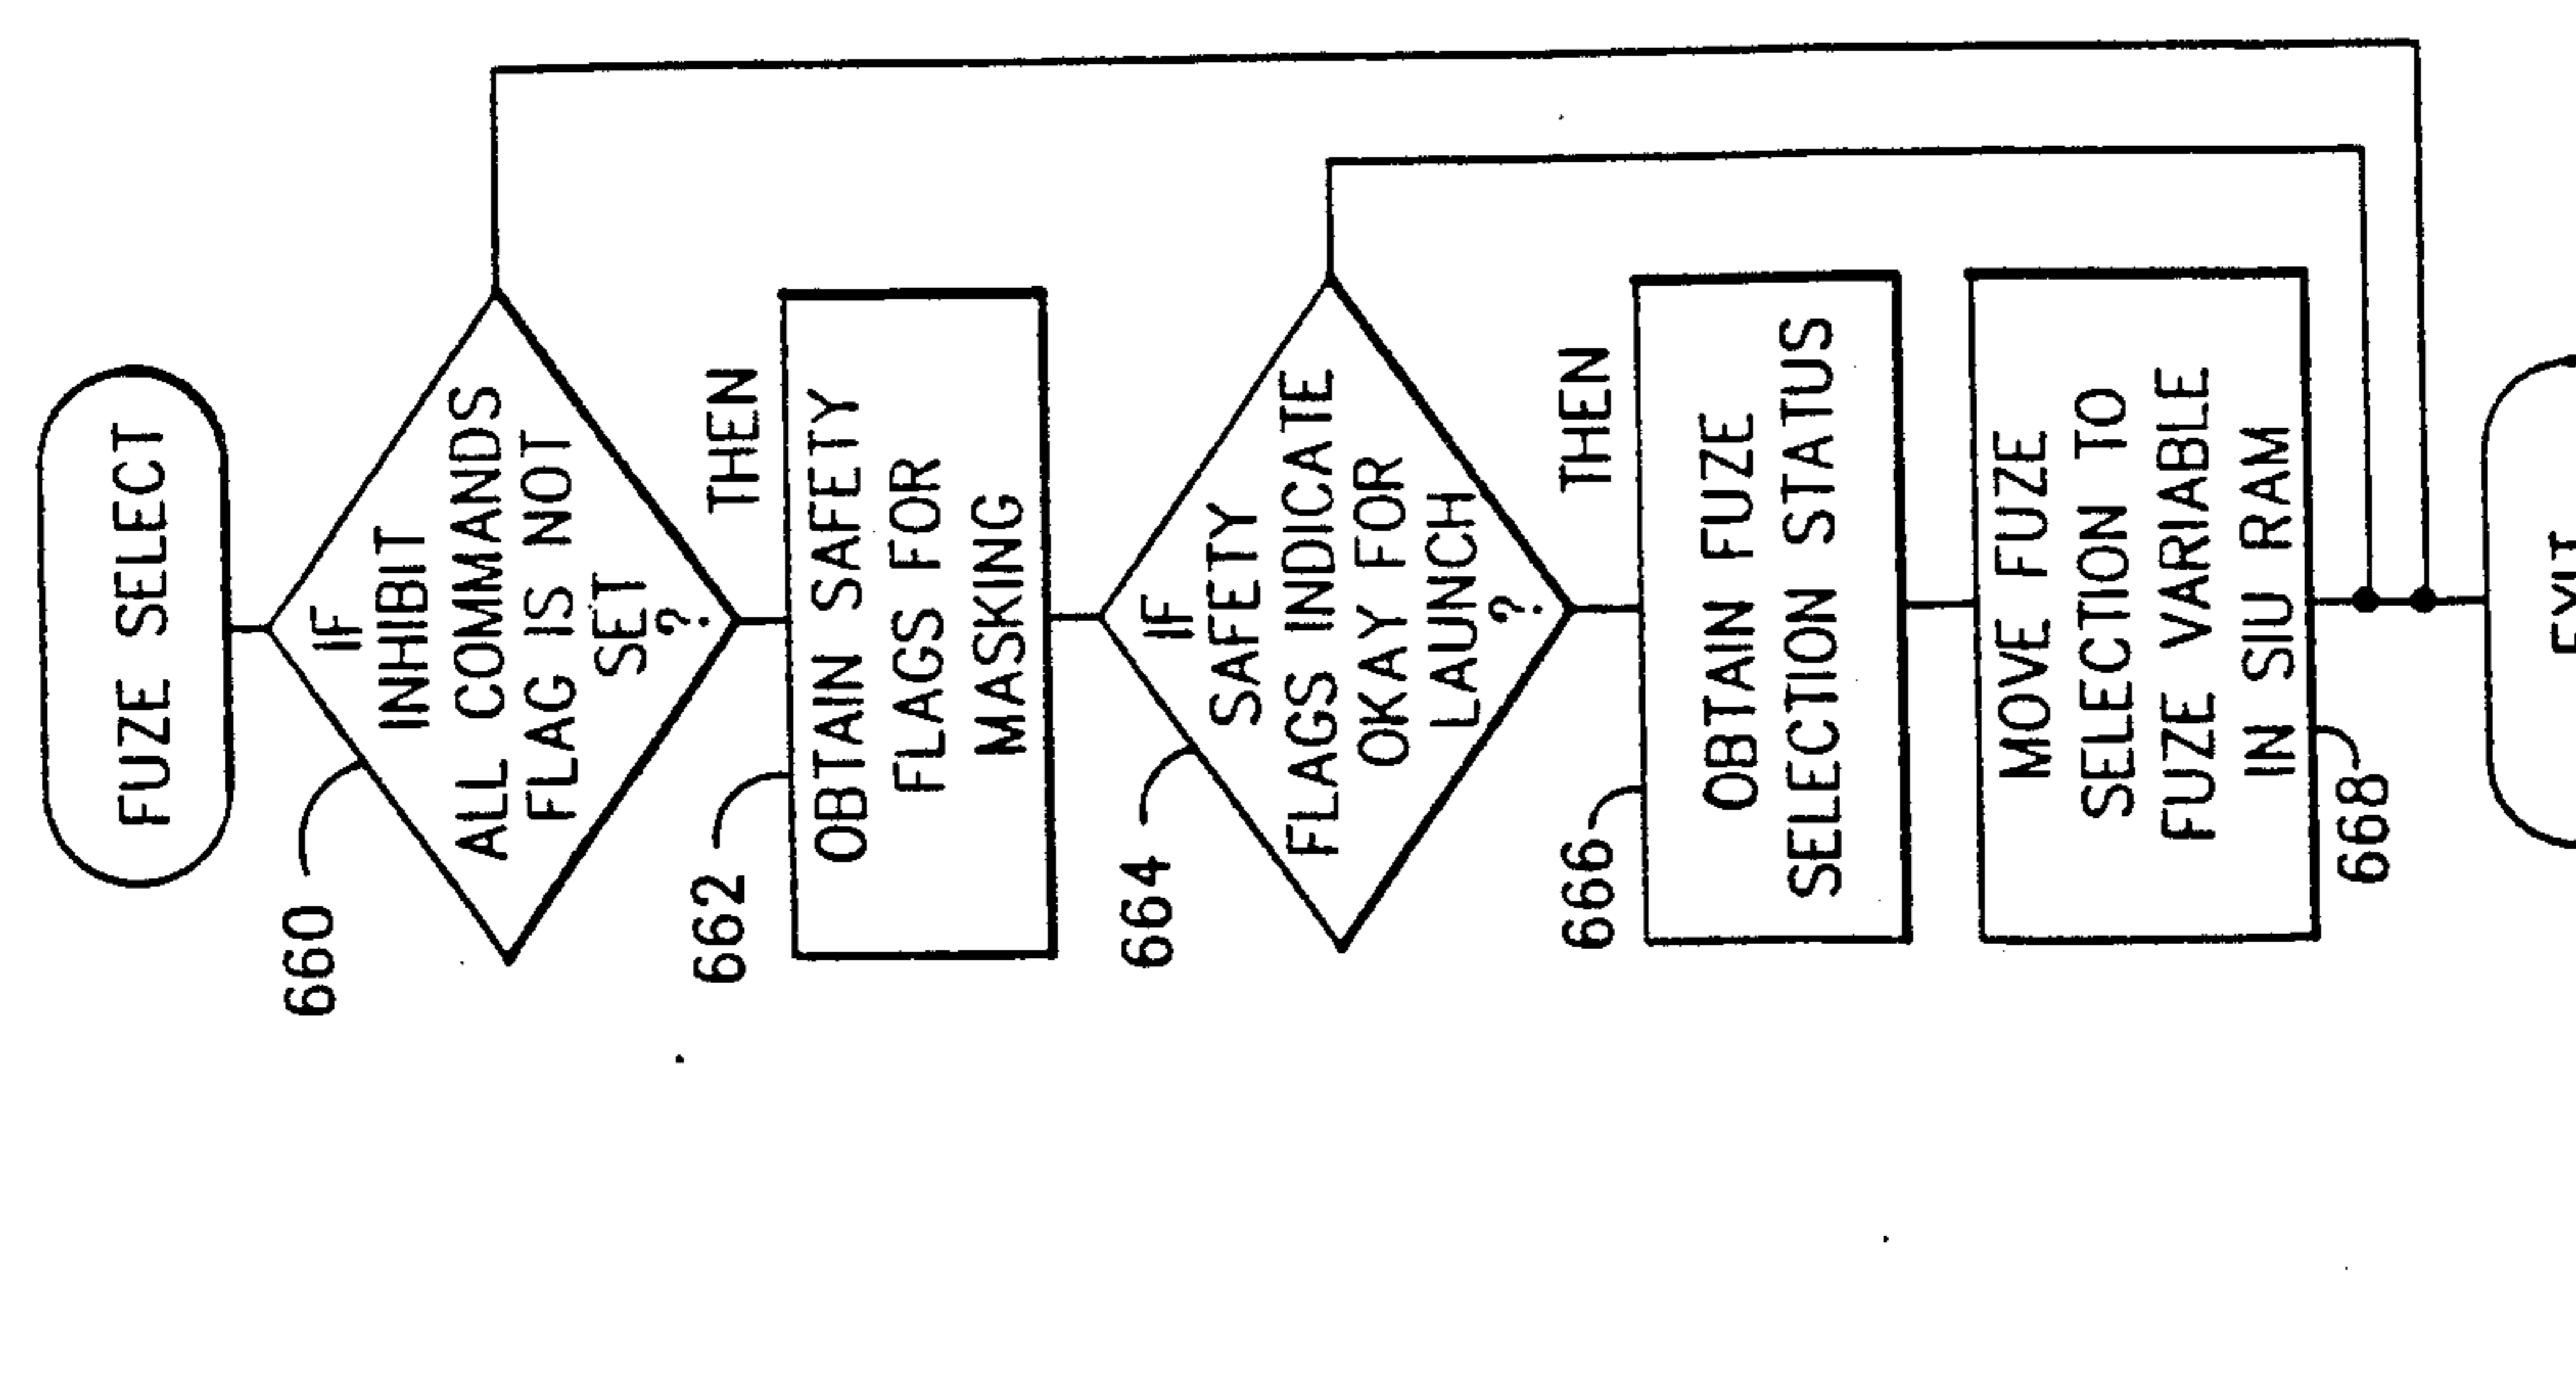 FUZE SELECT
660
IF
INHIBIT
ALL COMMANDS
FLAG IS NOT
SET
?
THEN
662
OBTAIN SAFETY
FLAGS FOR
MASKING
664
IF
SAFETY
FLAGS INDICATE
OKAY FOR
LAUNCH
?
THEN
666
OBTAIN FUZE
SELECTION STATUS
MOVE FUZE
SELECTION TO
FUZE VARIABLE
IN SIU RAM
668
EXIT